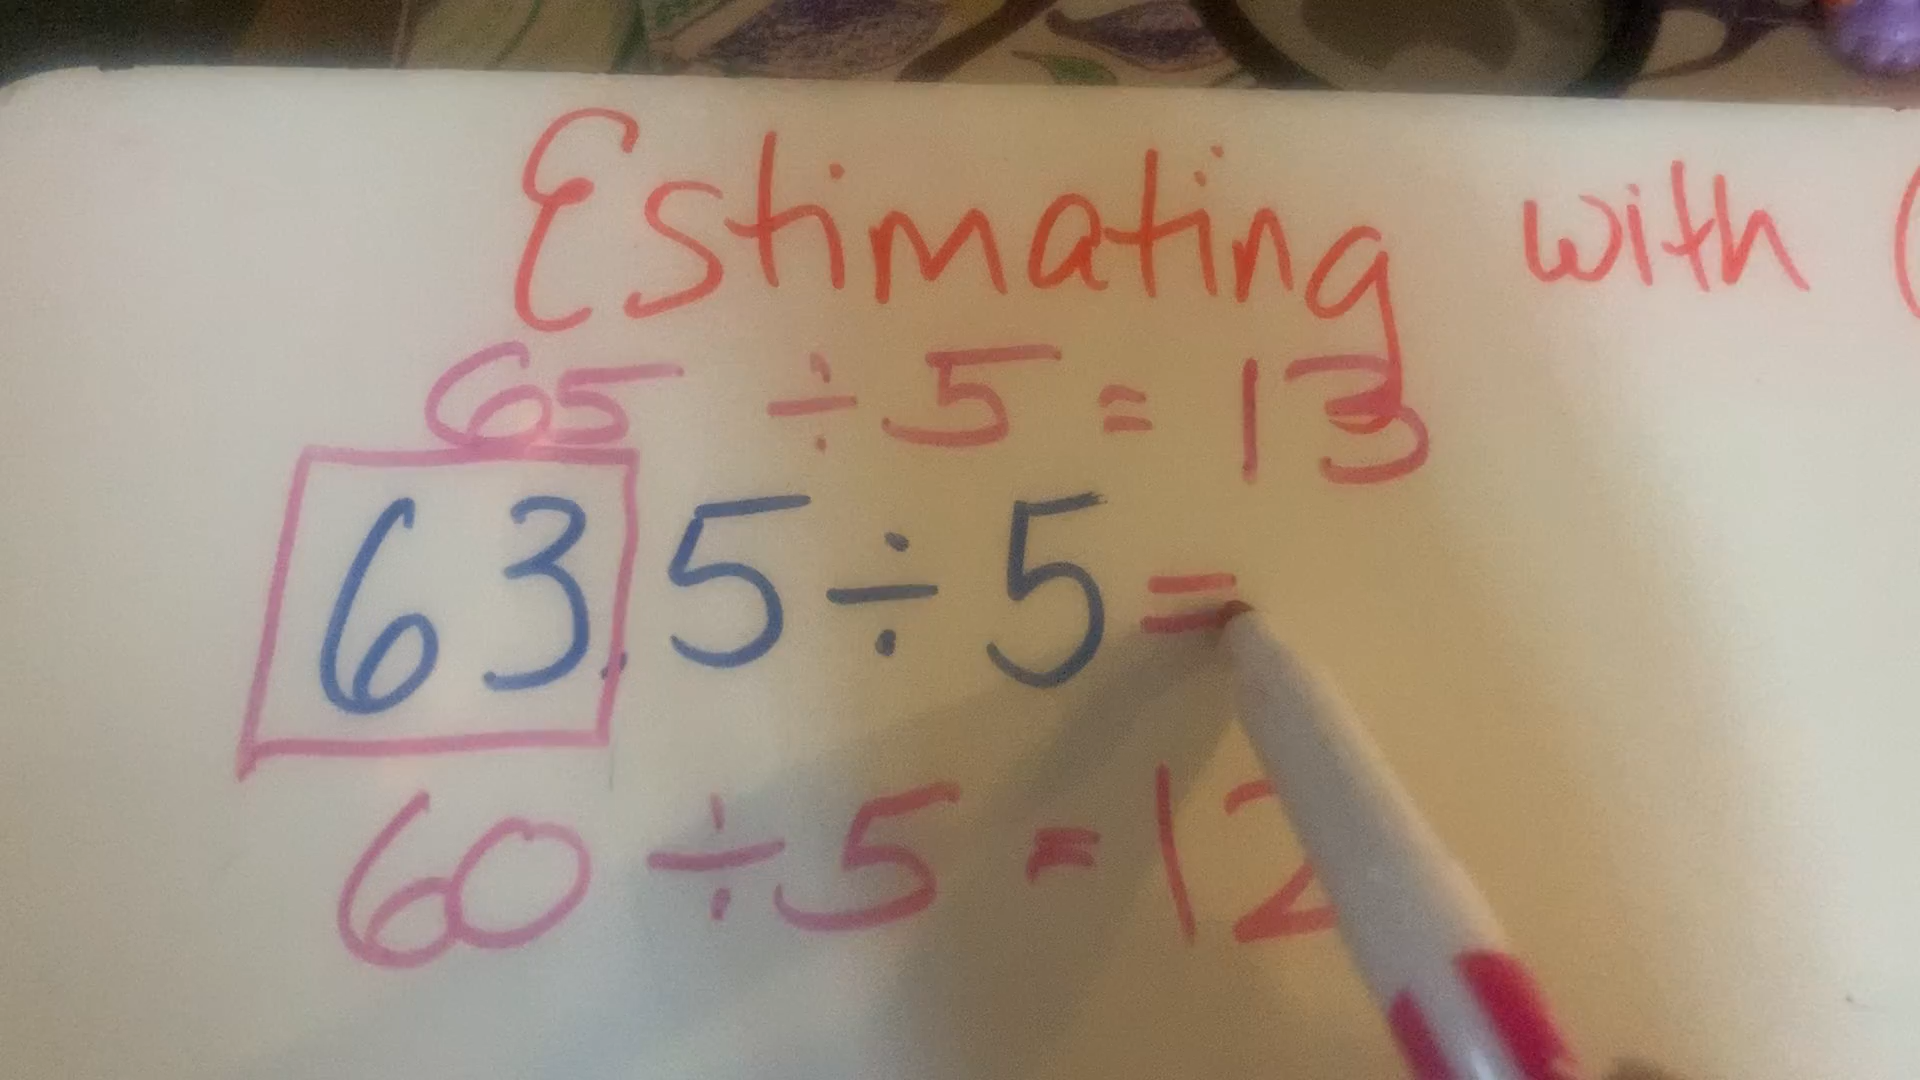 Estimating with
65 ÷ 5 = 13
63.5 ÷ 5 =
60 ÷ 5 = 12